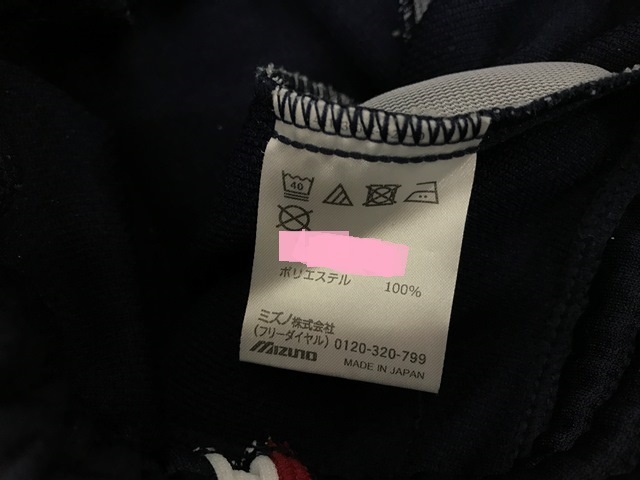 40
ポリエステル 100%
ミズノ株式会社
(フリーダイヤル) 0120-320-799
MIZUNO MADE IN JAPAN